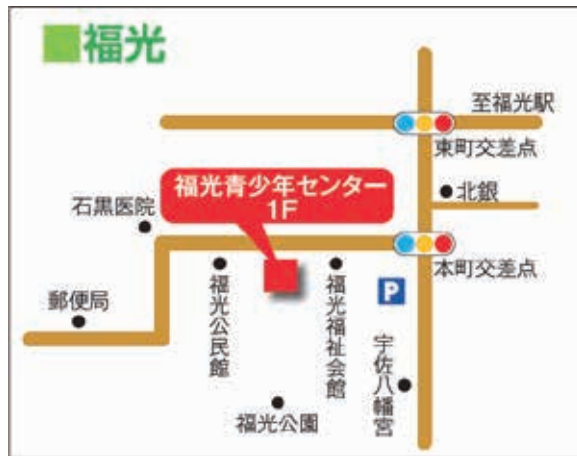 福光
至福光駅
東町交差点
福光青少年センター
1F
北銀
石黒医院
本町交差点
P
郵便局
福光公民館
福光福祉会館
宇佐八幡宮
福光公園